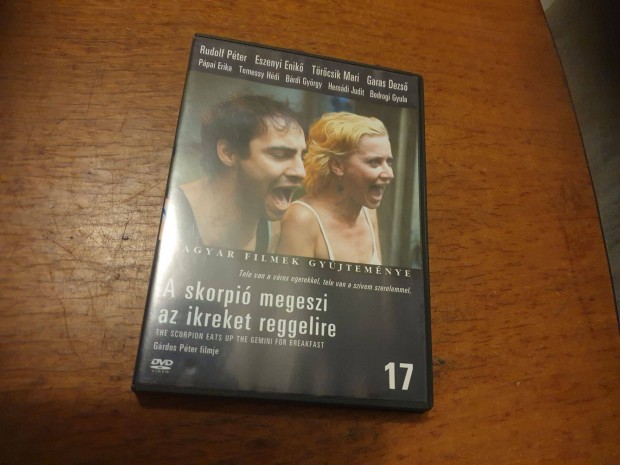 Rudolf Péter Eszenyi Enikő Törőcsik Mari Garas Dezső
Pápai Erika Temessy Hédi Bárdi György Hernádi Judit Bodrogi Gyula
MAGYAR FILMEK GYŰJTEMÉNYE
Tele van a város egerekkel, tele van a szívem szerelemmel.
A skorpió megeszi
az ikreket reggelire
THE SCORPION EATS UP THE GEMINI FOR BREAKFAST
Gárdos Péter filmje
DVD
VIDEO
17